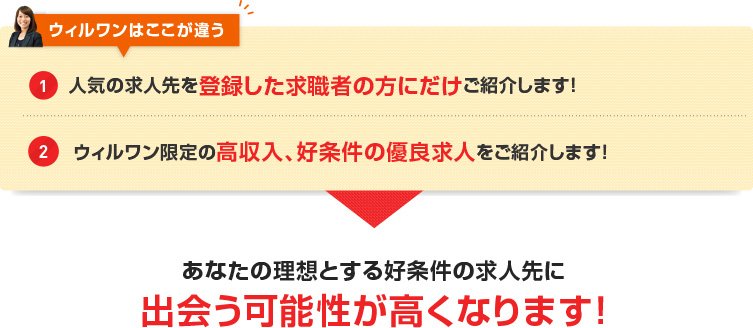 ウィルワンはここが違う
1 人気の求人先を登録した求職者の方にだけご紹介します!
2 ウィルワン限定の高収入、好条件の優良求人をご紹介します!
あなたの理想とする好条件の求人先に
出会う可能性が高くなります!